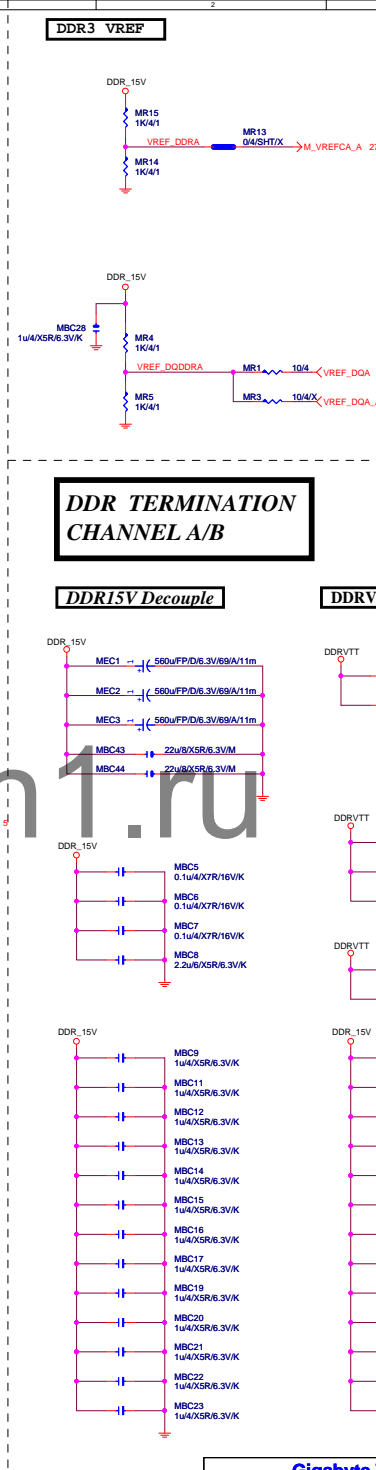 2
DDR3 VREF
DDR_15V
MR15
1K/4/1
VREF_DDRA
MR13
0/4/SHT/X
M_VREFCA_A 27
MR14
1K/4/1
DDR_15V
MBC28
1u/4/X5R/6.3V/K
MR4
1K/4/1
VREF_DQDDRA
MR1 10/4
VREF_DQA
MR5
1K/4/1
MR3 10/4/X
VREF_DQA_
DDR TERMINATION
CHANNEL A/B
DDR15V Decouple
DDRV
DDR_15V
DDRVTT
MEC1 1 + 560u/FP/D/6.3V/69/A/11m
MEC2 1 + 560u/FP/D/6.3V/69/A/11m
MEC3 1 + 560u/FP/D/6.3V/69/A/11m
MBC43 22u/8/X5R/6.3V/M
MBC44 22u/8/X5R/6.3V/M
n1.ru
5
DDRVTT
DDR_15V
MBC5
0.1u/4/X7R/16V/K
MBC6
0.1u/4/X7R/16V/K
MBC7
0.1u/4/X7R/16V/K
MBC8
2.2u/6/X5R/6.3V/K
DDRVTT
DDR_15V
DDR_15V
MBC9
1u/4/X5R/6.3V/K
MBC11
1u/4/X5R/6.3V/K
MBC12
1u/4/X5R/6.3V/K
MBC13
1u/4/X5R/6.3V/K
MBC14
1u/4/X5R/6.3V/K
MBC15
1u/4/X5R/6.3V/K
MBC16
1u/4/X5R/6.3V/K
MBC17
1u/4/X5R/6.3V/K
MBC19
1u/4/X5R/6.3V/K
MBC20
1u/4/X5R/6.3V/K
MBC21
1u/4/X5R/6.3V/K
MBC22
1u/4/X5R/6.3V/K
MBC23
1u/4/X5R/6.3V/K
Gigabyte